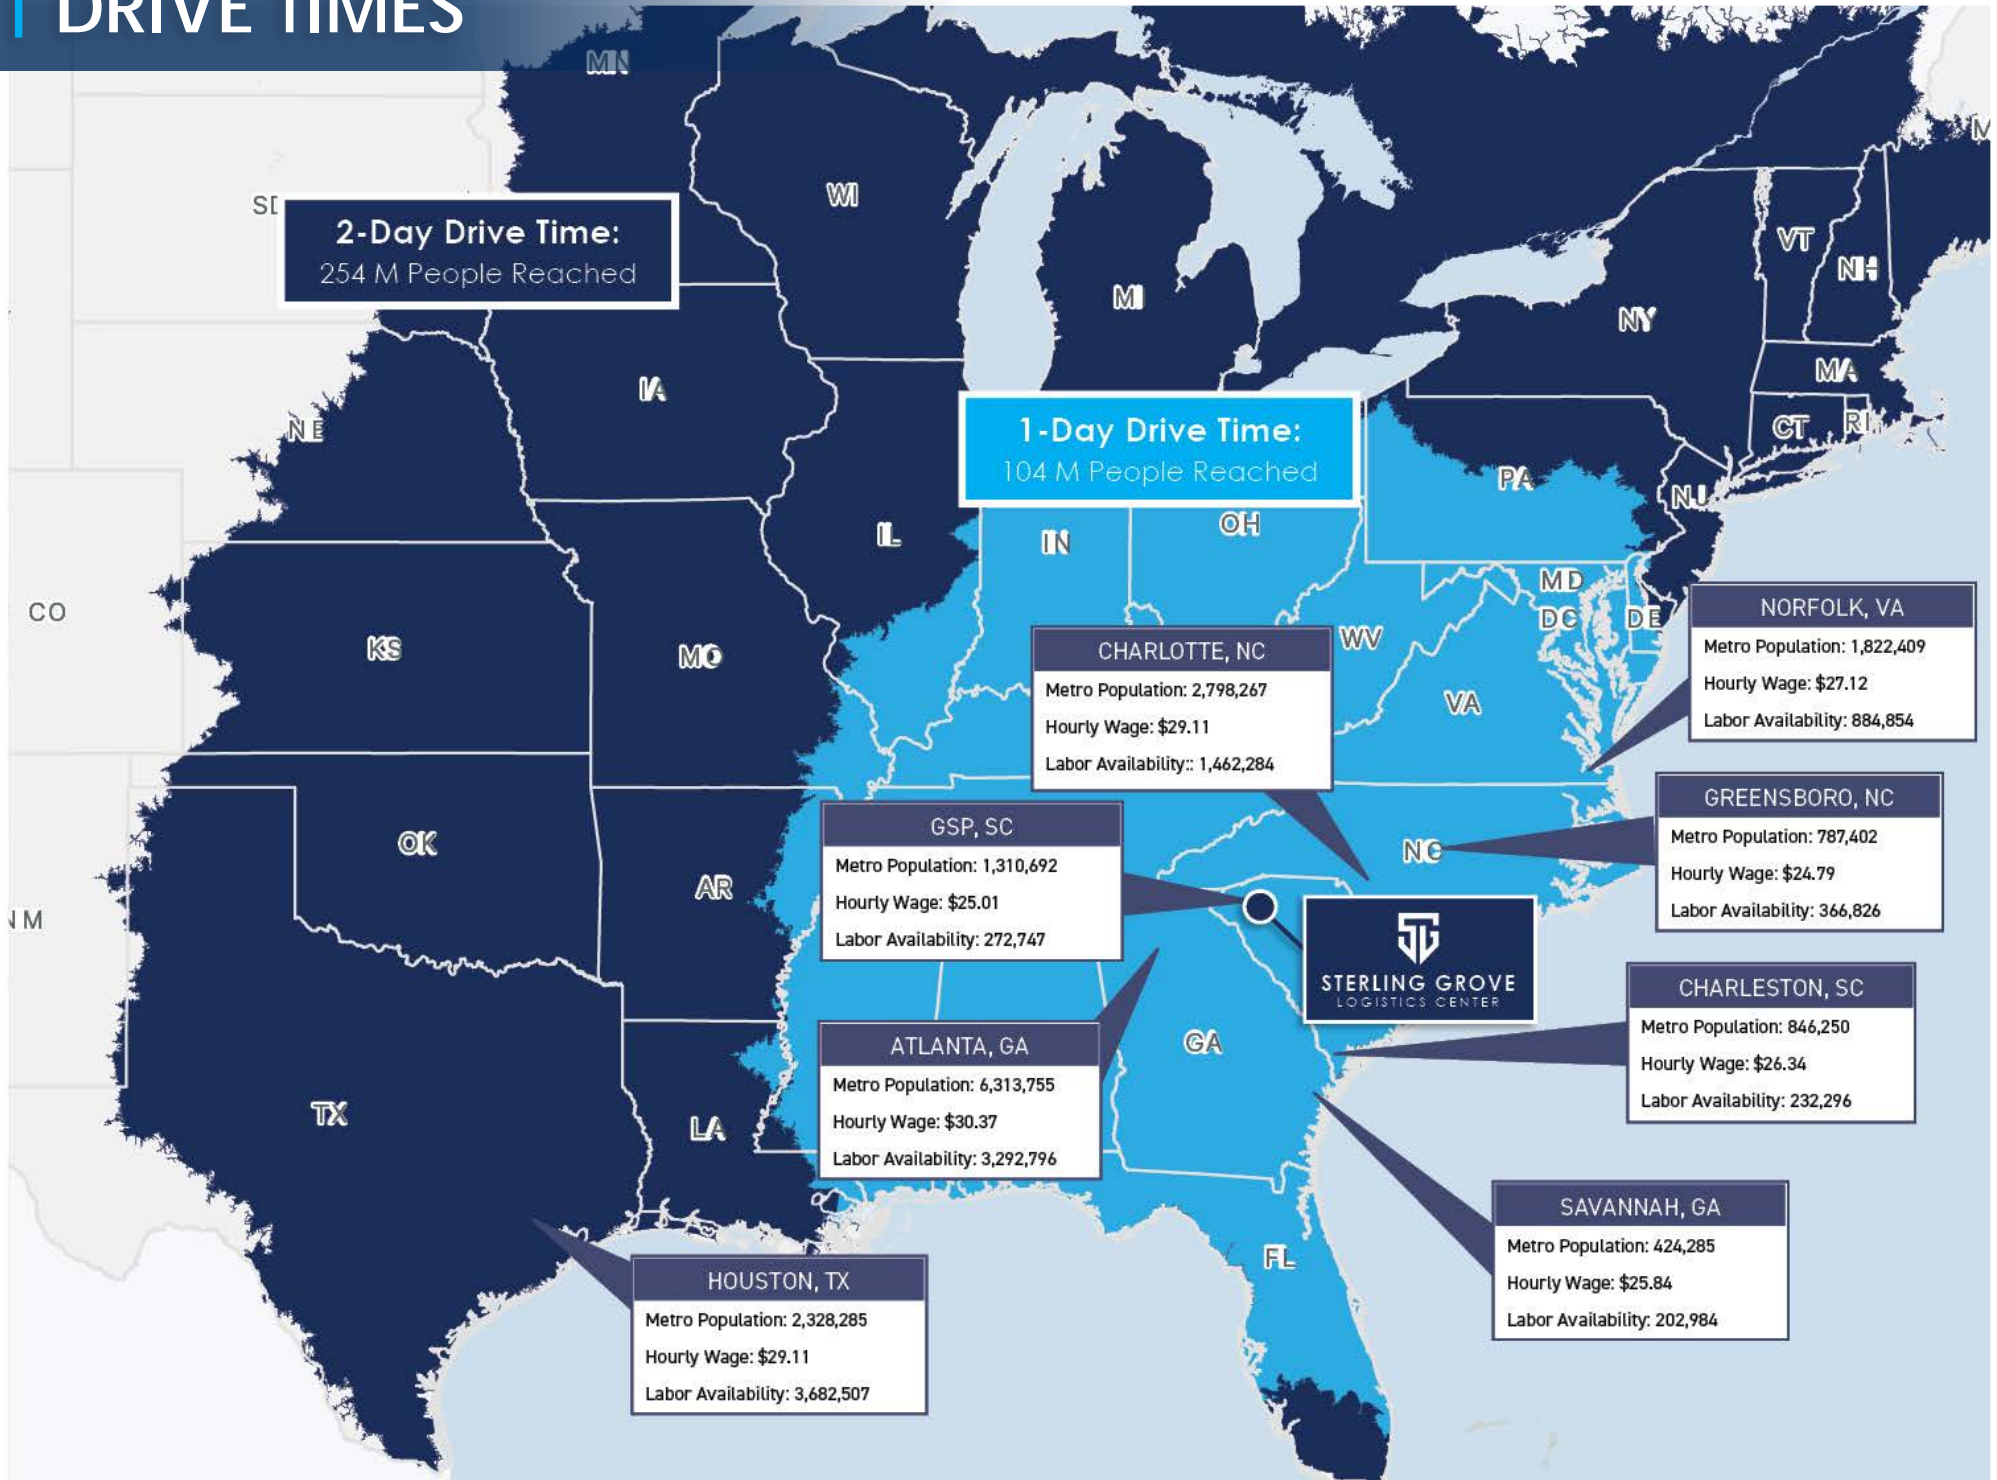 DRIVE TIMES
MN
WI
SD
2-Day Drive Time:
254 M People Reached
MI
VT
NH
NY
MA
CT
RI
IA
NE
1-Day Drive Time:
104 M People Reached
PA
NJ
OH
IN
IL
MD
DC
DE
CO
KS
MO
WV
VA
NORFOLK, VA
Metro Population: 1,822,409
Hourly Wage: $27.12
Labor Availability: 884,854
CHARLOTTE, NC
Metro Population: 2,798,267
Hourly Wage: $29.11
Labor Availability:: 1,462,284
GREENSBORO, NC
Metro Population: 787,402
Hourly Wage: $24.79
Labor Availability: 366,826
GSP, SC
Metro Population: 1,310,692
Hourly Wage: $25.01
Labor Availability: 272,747
NC
OK
AR
NM
STERLING GROVE
LOGISTICS CENTER
CHARLESTON, SC
Metro Population: 846,250
Hourly Wage: $26.34
Labor Availability: 232,296
ATLANTA, GA
Metro Population: 6,313,755
Hourly Wage: $30.37
Labor Availability: 3,292,796
GA
TX
LA
SAVANNAH, GA
Metro Population: 424,285
Hourly Wage: $25.84
Labor Availability: 202,984
FL
HOUSTON, TX
Metro Population: 2,328,285
Hourly Wage: $29.11
Labor Availability: 3,682,507